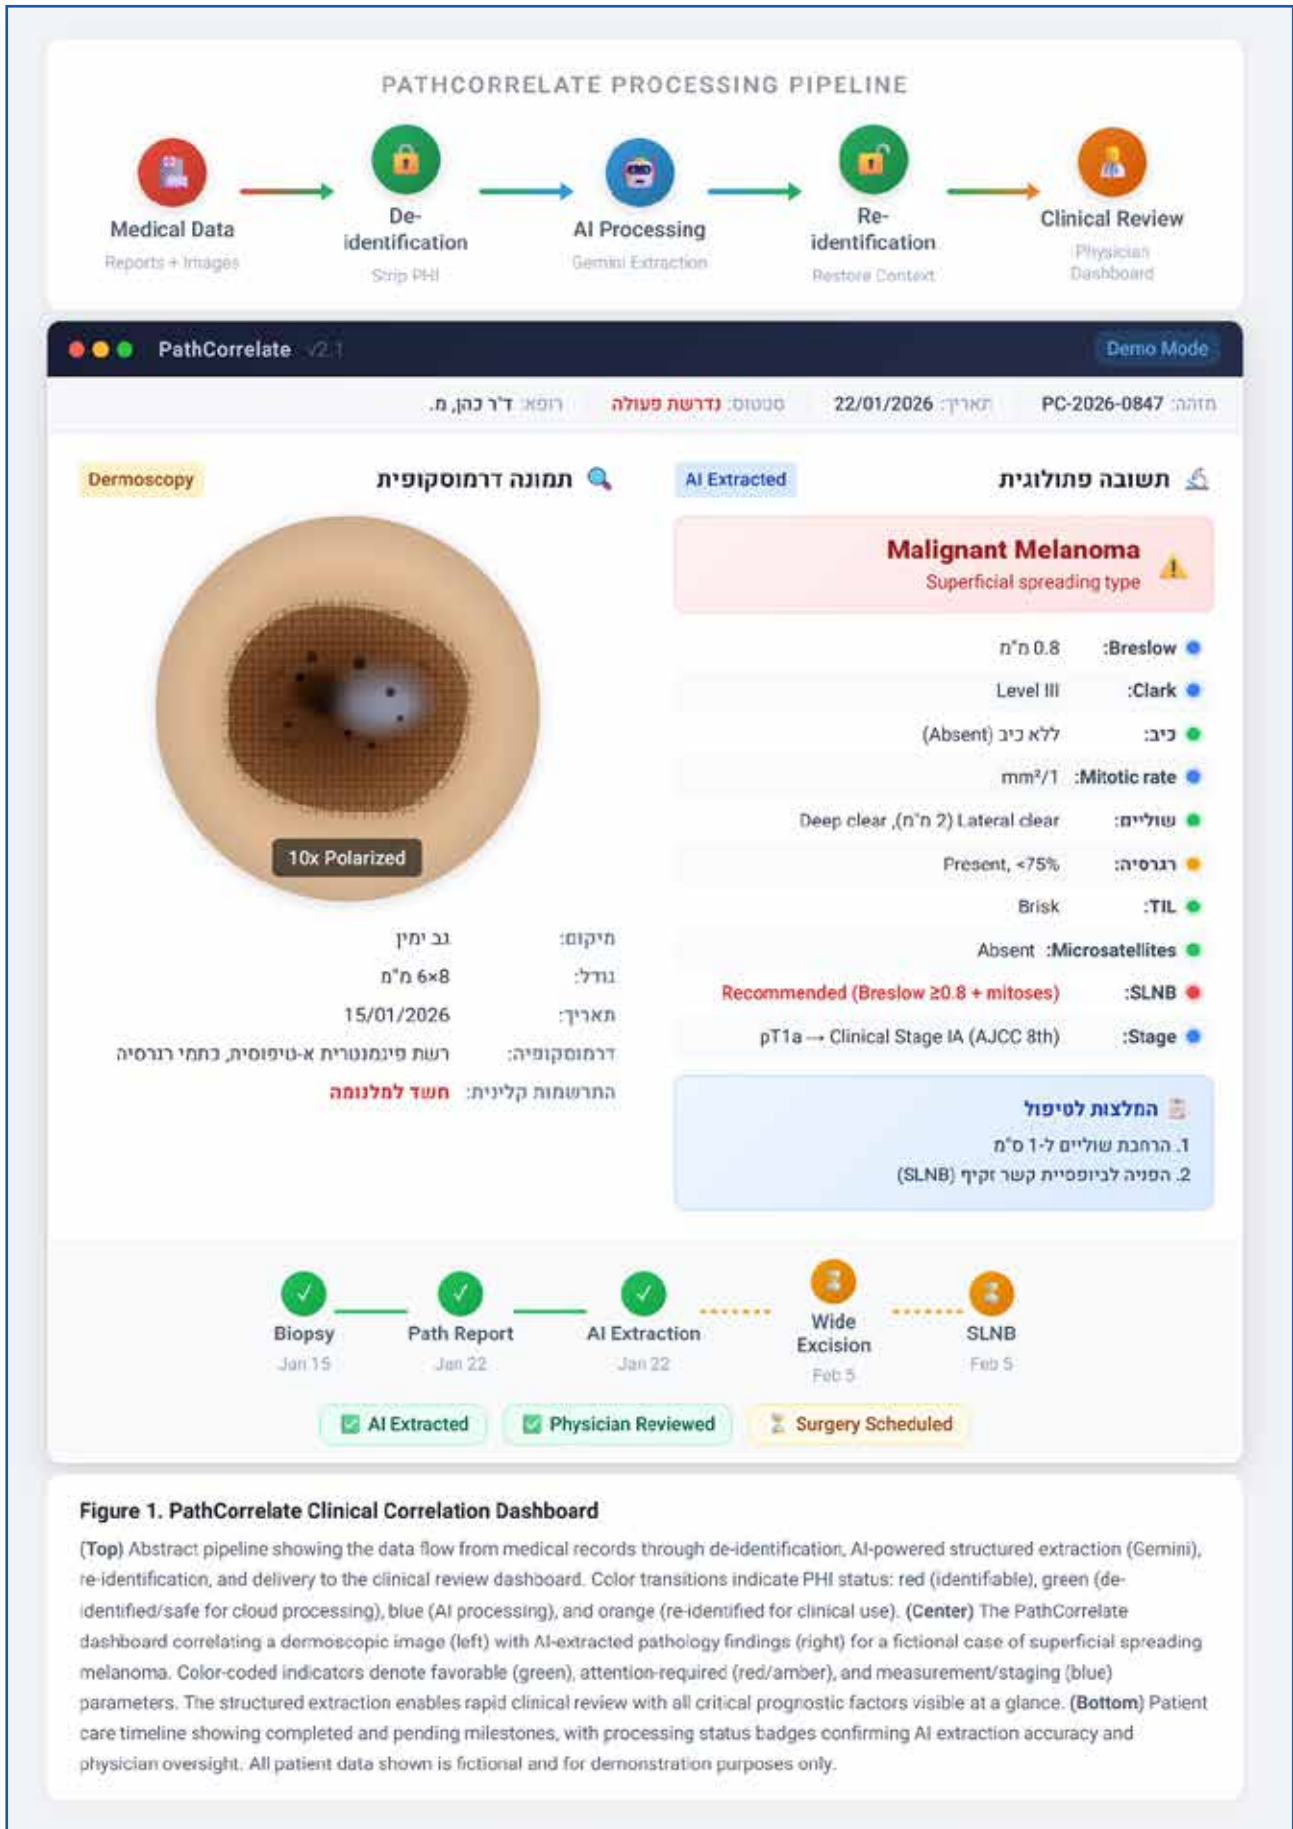 PATHCORRELATE PROCESSING PIPELINE
Medical Data
Reports + Images
De-
identification
Strip PHI
AI Processing
Gemini Extraction
Re-
identification
Restore Context
Clinical Review
Physician
Dashboard
PathCorrelate v2.1
Demo Mode
מזהה: PC-2026-0847 תאריך: 22/01/2026 סטטוס: נדרשת פעולה רופא: ד"ר כהן, מ.
תשובה פתולוגית
AI Extracted
Malignant Melanoma
Superficial spreading type
Breslow: 0.8 מ"מ
Clark: Level III
כיב: ללא כיב (Absent)
Mitotic rate: mm²/1
שוליים: Deep clear ,(מ"מ 2) Lateral clear
רגרסיה: Present, <75%
TIL: Brisk
Microsatellites: Absent
SLNB: Recommended (Breslow ≥0.8 + mitoses)
Stage: pT1a → Clinical Stage IA (AJCC 8th)
המלצות לטיפול
1. הרחבת שוליים ל-1 ס"מ
2. הפניה לביופסיית קשר זקיף (SLNB)
תמונה דרמוסקופית
Dermoscopy
10x Polarized
מיקום: גב ימין
גודל: 6×8 מ"מ
תאריך: 15/01/2026
דרמוסקופיה: רשת פיגמנטרית א-טיפוסית, כתמי רגרסיה
התרשמות קלינית: חשד למלנומה
Biopsy
Jan 15
Path Report
Jan 22
AI Extraction
Jan 22
Wide
Excision
Feb 5
SLNB
Feb 5
AI Extracted
Physician Reviewed
Surgery Scheduled
Figure 1. PathCorrelate Clinical Correlation Dashboard
(Top) Abstract pipeline showing the data flow from medical records through de-identification, AI-powered structured extraction (Gemini),
re-identification, and delivery to the clinical review dashboard. Color transitions indicate PHI status: red (identifiable), green (de-
identified/safe for cloud processing), blue (AI processing), and orange (re-identified for clinical use). (Center) The PathCorrelate
dashboard correlating a dermoscopic image (left) with AI-extracted pathology findings (right) for a fictional case of superficial spreading
melanoma. Color-coded indicators denote favorable (green), attention-required (red/amber), and measurement/staging (blue)
parameters. The structured extraction enables rapid clinical review with all critical prognostic factors visible at a glance. (Bottom) Patient
care timeline showing completed and pending milestones, with processing status badges confirming AI extraction accuracy and
physician oversight. All patient data shown is fictional and for demonstration purposes only.